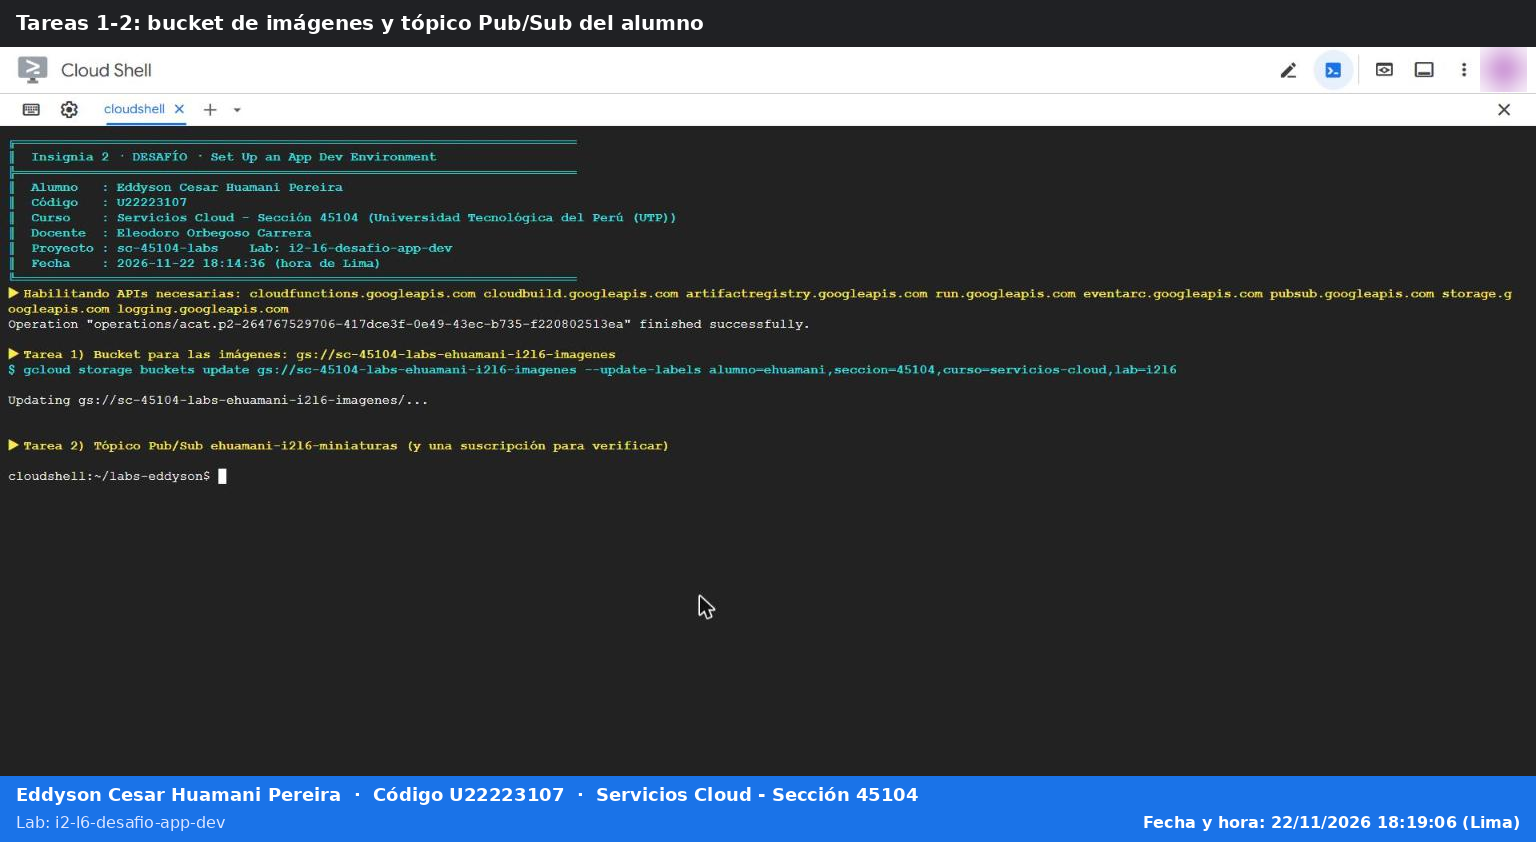 Tareas 1-2: bucket de imágenes y tópico Pub/Sub del alumno
Cloud Shell
cloudshell
Insignia 2 · DESAFÍO · Set Up an App Dev Environment
Alumno : Eddyson Cesar Huamani Pereira
Código : U22223107
Curso : Servicios Cloud - Sección 45104 (Universidad Tecnológica del Perú (UTP))
Docente : Eleodoro Orbegoso Carrera
Proyecto : sc-45104-labs Lab: i2-l6-desafio-app-dev
Fecha : 2026-11-22 18:14:36 (hora de Lima)
▶ Habilitando APIs necesarias: cloudfunctions.googleapis.com cloudbuild.googleapis.com artifactregistry.googleapis.com run.googleapis.com eventarc.googleapis.com pubsub.googleapis.com storage.g
oogleapis.com logging.googleapis.com
Operation "operations/acat.p2-264767529706-417dce3f-0e49-43ec-b735-f220802513ea" finished successfully.
▶ Tarea 1) Bucket para las imágenes: gs://sc-45104-labs-ehuamani-i2l6-imagenes
$ gcloud storage buckets update gs://sc-45104-labs-ehuamani-i2l6-imagenes --update-labels alumno=ehuamani,seccion=45104,curso=servicios-cloud,lab=i2l6
Updating gs://sc-45104-labs-ehuamani-i2l6-imagenes/...
▶ Tarea 2) Tópico Pub/Sub ehuamani-i2l6-miniaturas (y una suscripción para verificar)
cloudshell:~/labs-eddyson$
Eddyson Cesar Huamani Pereira · Código U22223107 · Servicios Cloud - Sección 45104
Lab: i2-l6-desafio-app-dev
Fecha y hora: 22/11/2026 18:19:06 (Lima)